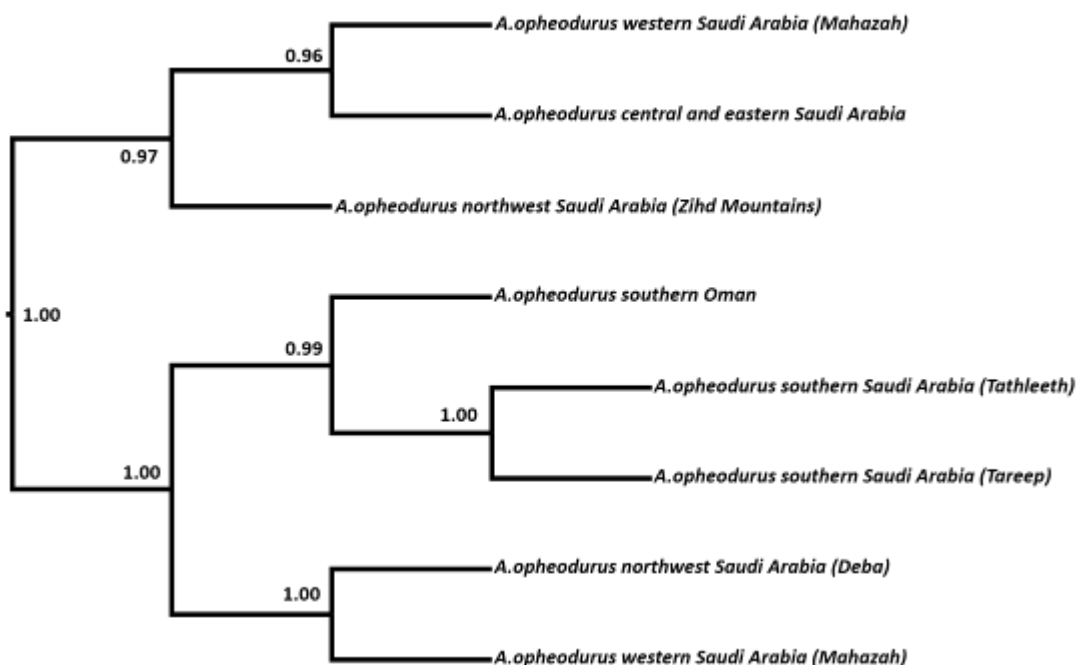 A.opheodurus western Saudi Arabia (Mahazah)
0.96
A.opheodurus central and eastern Saudi Arabia
0.97
A.opheodurus northwest Saudi Arabia (Zihd Mountains)
A.opheodurus southern Oman
1.00
0.99
A.opheodurus southern Saudi Arabia (Tathleeth)
1.00
1.00
A.opheodurus southern Saudi Arabia (Tareep)
A.opheodurus northwest Saudi Arabia (Deba)
1.00
A.opheodurus western Saudi Arabia (Mahazah)